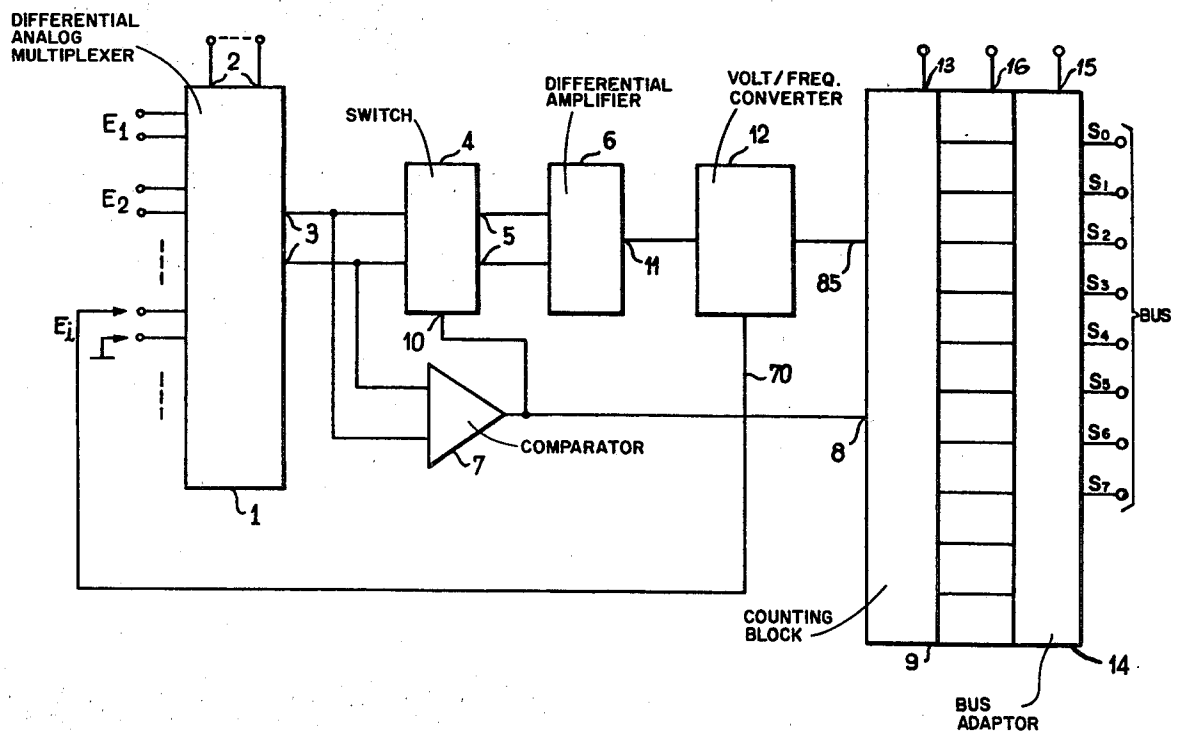 DIFFERENTIAL
ANALOG
MULTIPLEXER
2
13
16
15
VOLT/FREQ.
CONVERTER
DIFFERENTIAL
AMPLIFIER
SWITCH
4
6
12
E1
E2
Ei
3
3
5
5
11
85
10
70
7
COMPARATOR
8
1
S0
S1
S2
S3
S4
S5
S6
S7
BUS
COUNTING
BLOCK
9
14
BUS
ADAPTOR